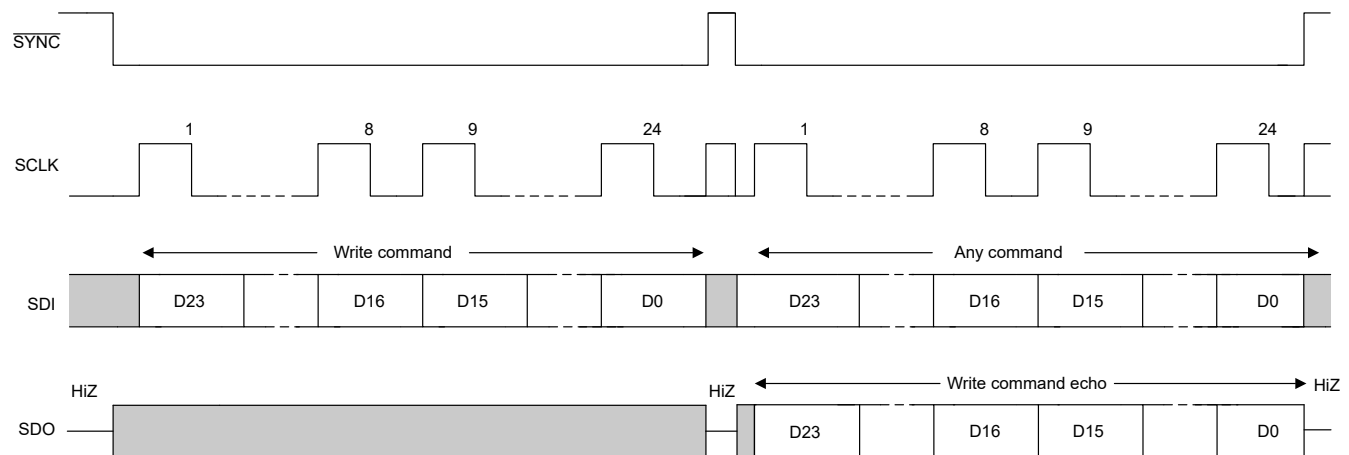 SYNC
1 8 9 24 1 8 9 24
SCLK
Write command Any command
SDI D23 D16 D15 D0 D23 D16 D15 D0
HiZ HiZ Write command echo HiZ
SDO D23 D16 D15 D0